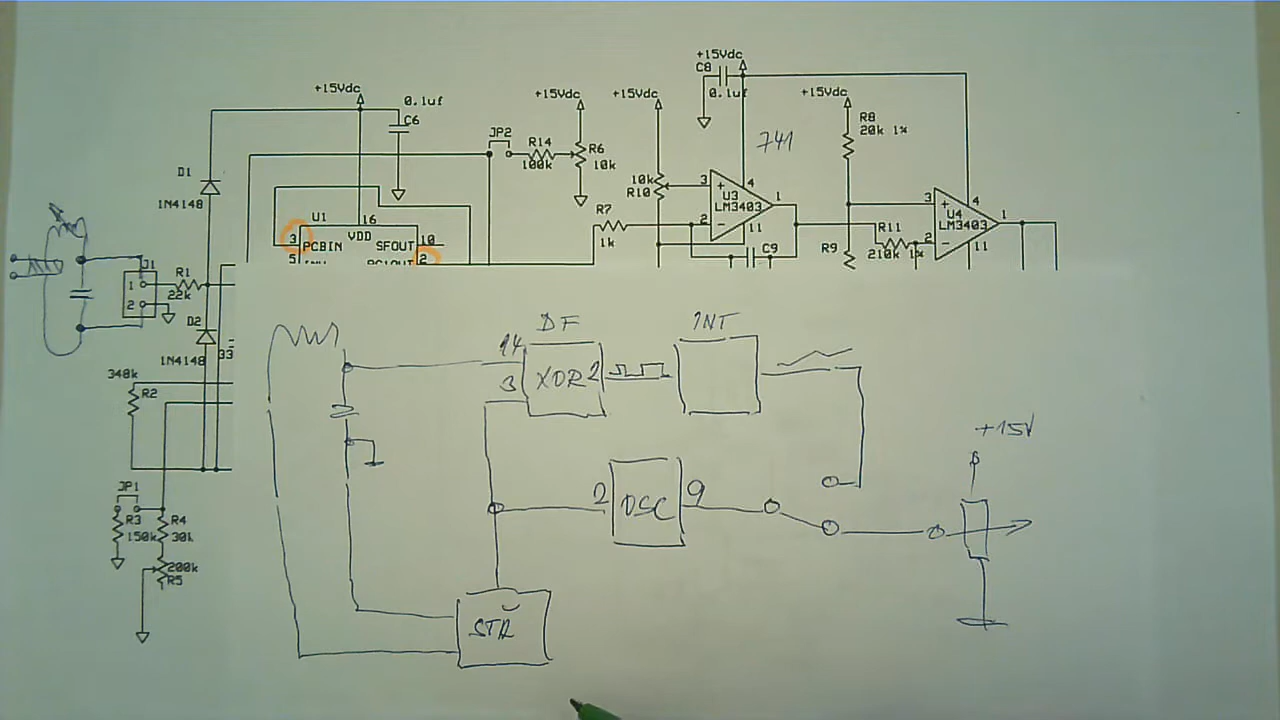 +15Vdc
C8
0.1uf
+15Vdc
0.1uf
C6
+15Vdc
+15Vdc
+15Vdc
R8
20k 1%
741
JP2
R14
100k
R6
10k
D1
1N4148
10k
R10
3
+
4
U3
LM3403
1
2
-
11
3
+
4
U4
LM3403
1
2
-
11
R7
1k
C9
R9
R11
210k 1%
U1
16
VDD
3
PCBIN
SFOUT
10
5
2
J1
1
2
R1
22k
D2
1N4148
33
348k
R2
JP1
R3
150k
R4
30k
200k
R5
DF
INT
14
3
XOR
2
+15V
2
OSC
9
STŘ